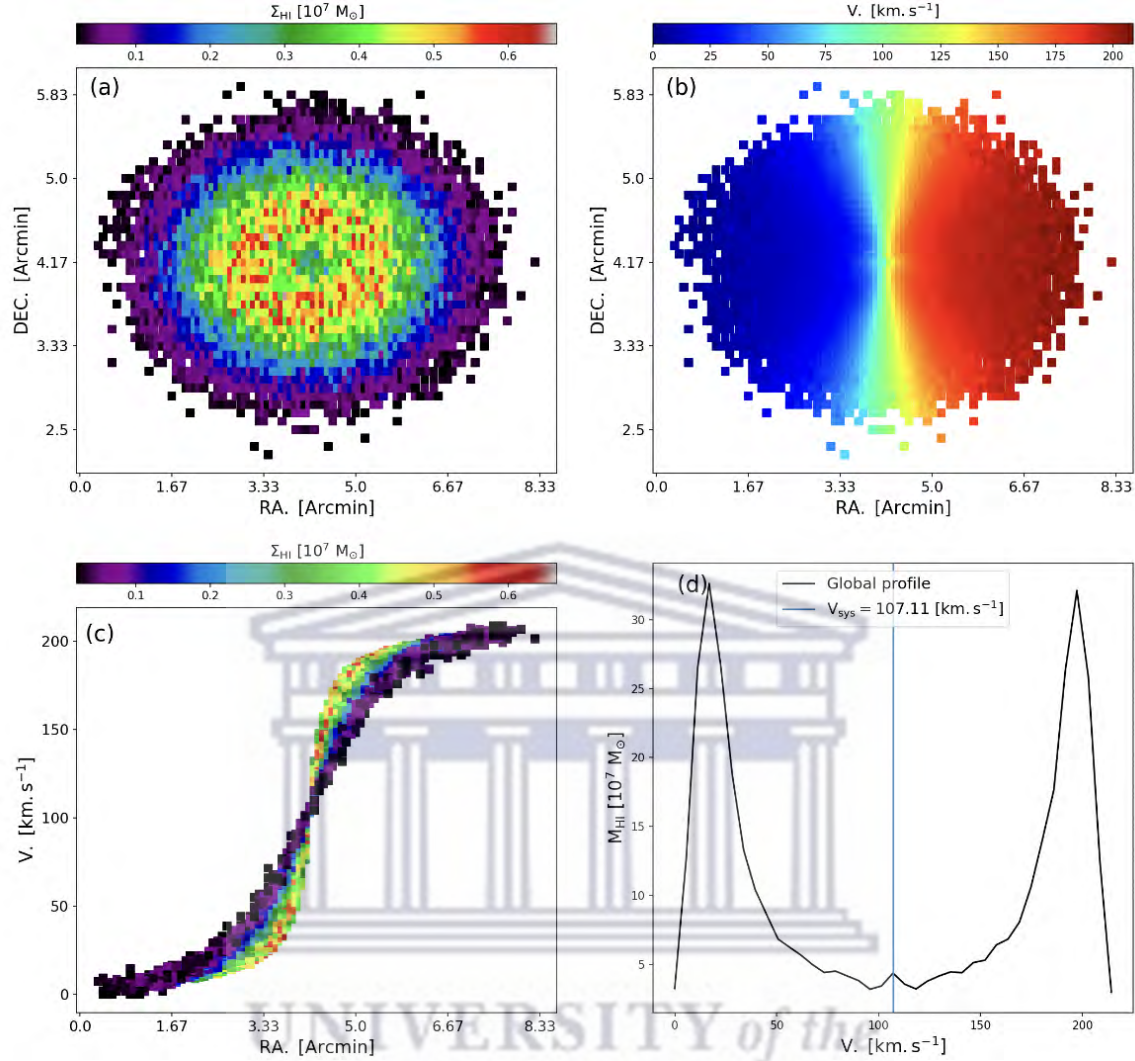 Σ_HI [10^7 M_⊙]
0.1 0.2 0.3 0.4 0.5 0.6
(a)
DEC. [Arcmin]
5.83
5.0
4.17
3.33
2.5
0.0 1.67 3.33 5.0 6.67 8.33
RA. [Arcmin]
V. [km.s^−1]
0 25 50 75 100 125 150 175 200
(b)
DEC. [Arcmin]
5.83
5.0
4.17
3.33
2.5
0.0 1.67 3.33 5.0 6.67 8.33
RA. [Arcmin]
Σ_HI [10^7 M_⊙]
0.1 0.2 0.3 0.4 0.5 0.6
(c)
V. [km.s^−1]
200
150
100
50
0
0.0 1.67 3.33 5.0 6.67 8.33
RA. [Arcmin]
(d)
Global profile
V_sys = 107.11 [km.s^−1]
M_HI [10^7 M_⊙]
30
25
20
15
10
5
0 50 100 150 200
V. [km.s^−1]
UNIVERSITY of the